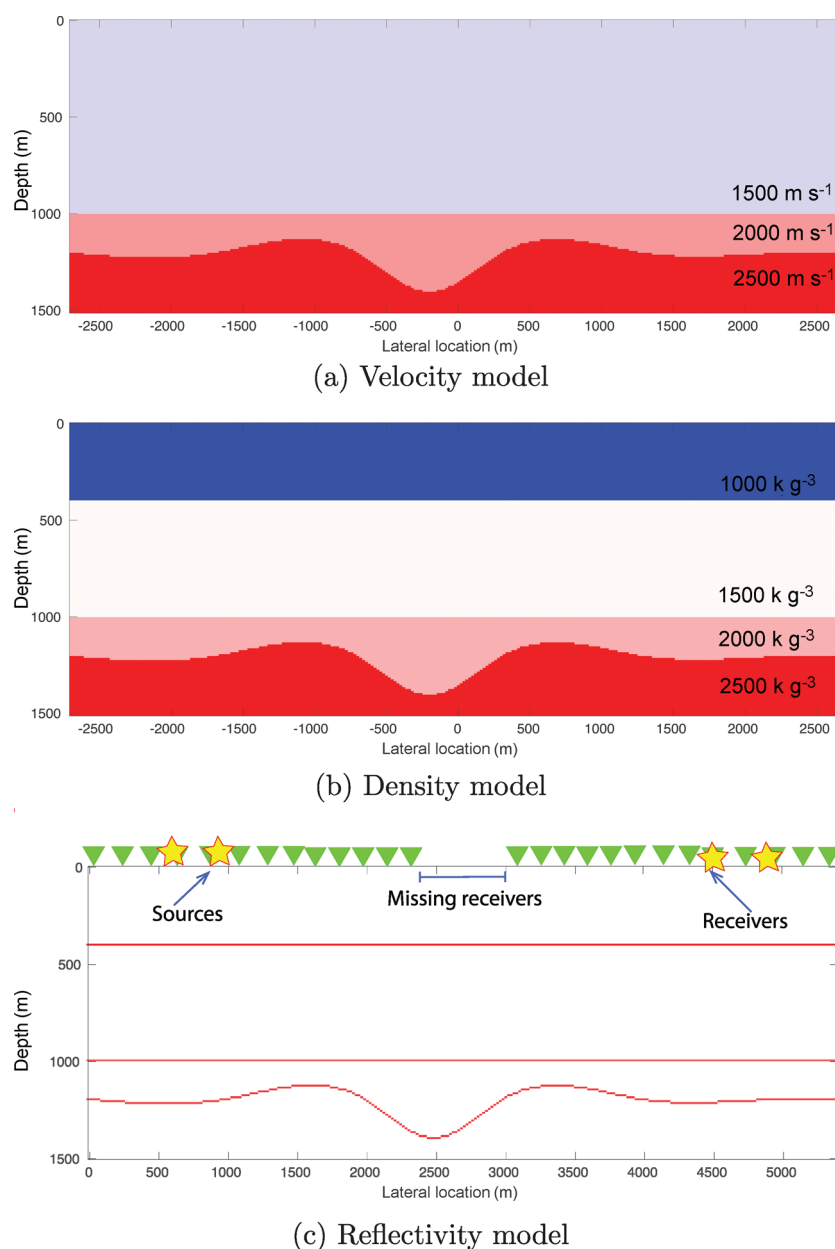 0
500
1000
1500
Depth (m)
1500 m s-1
2000 m s-1
2500 m s-1
-2500 -2000 -1500 -1000 -500 0 500 1000 1500 2000 2500
Lateral location (m)
(a) Velocity model
0
500
1000
1500
Depth (m)
1000 k g-3
1500 k g-3
2000 k g-3
2500 k g-3
-2500 -2000 -1500 -1000 -500 0 500 1000 1500 2000 2500
Lateral location (m)
(b) Density model
0
500
1000
1500
Depth (m)
Sources
Missing receivers
Receivers
0 500 1000 1500 2000 2500 3000 3500 4000 4500 5000
Lateral location (m)
(c) Reflectivity model